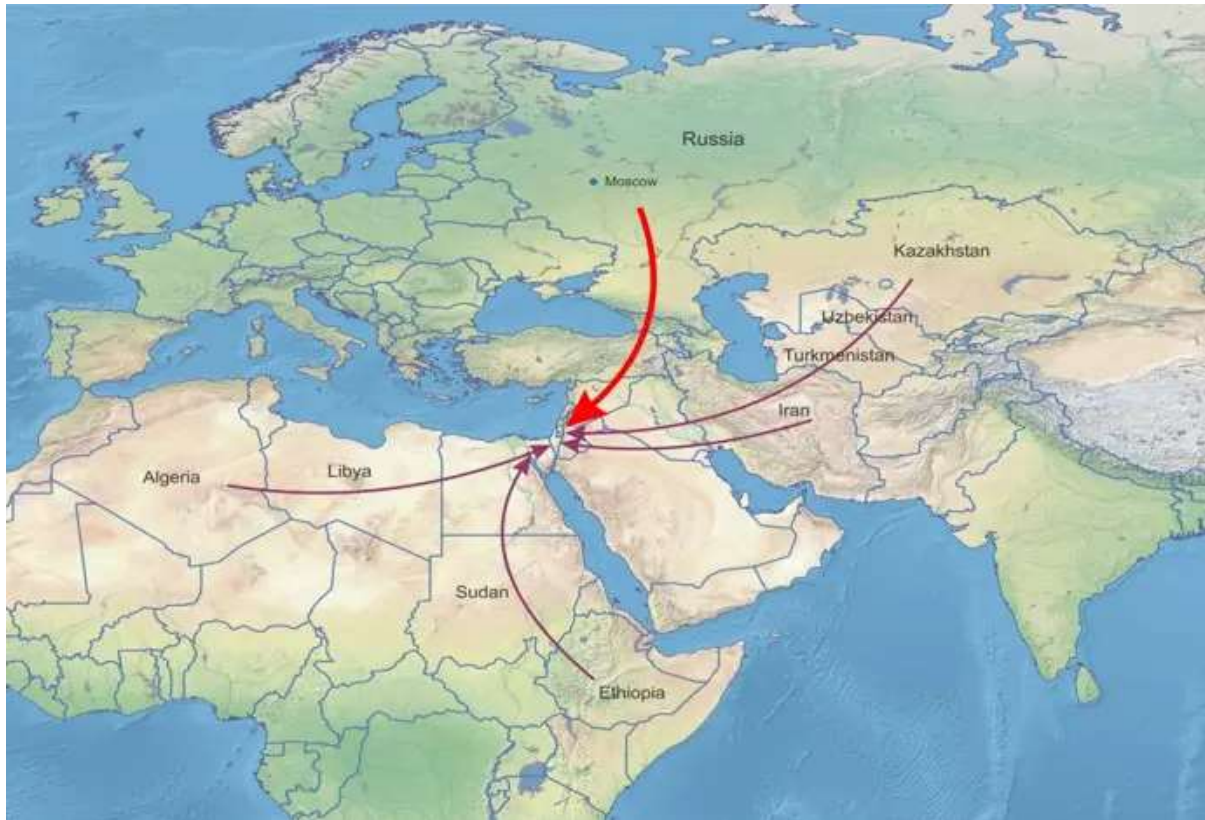 Russia
Moscow
Kazakhstan
Uzbekistan
Turkmenistan
Iran
Algeria
Libya
Sudan
Ethiopia